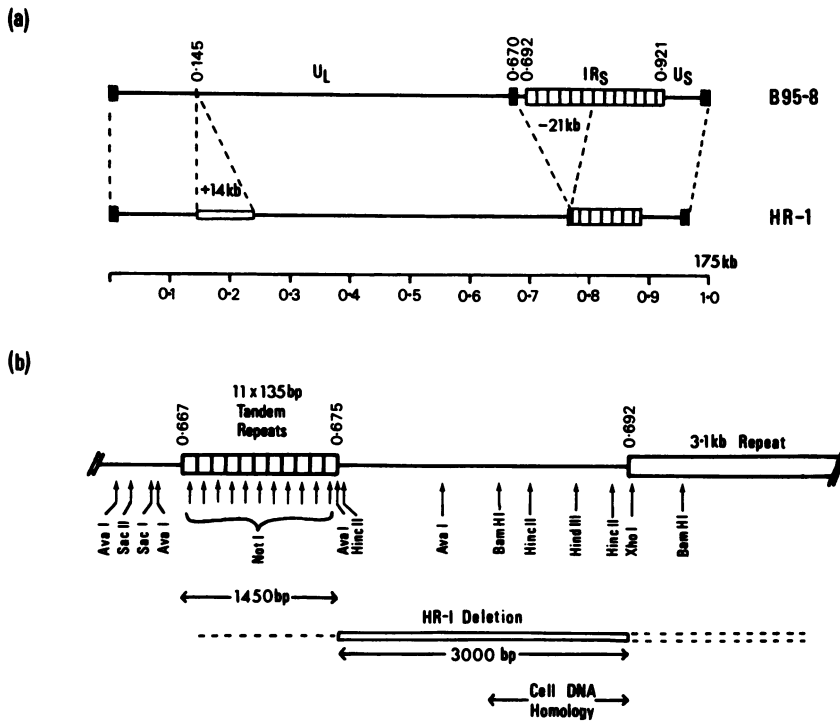 (a)
0·145
U_L
0·670
0·692
IR_S
0·921
U_S
B95-8
-21kb
+14kb
HR-1
175kb
0·1 0·2 0·3 0·4 0·5 0·6 0·7 0·8 0·9 1·0
(b)
11 x 135bp
Tandem
Repeats
0·667
0·675
0·692
3·1kb Repeat
Ava I
Sac II
Sac I
Ava I
Not I
Ava I
Hinc II
Ava I
Bam HI
Hinc II
Hind III
Hinc II
Xho I
Bam HI
1450bp
HR-I Deletion
3000 bp
Cell DNA
Homology